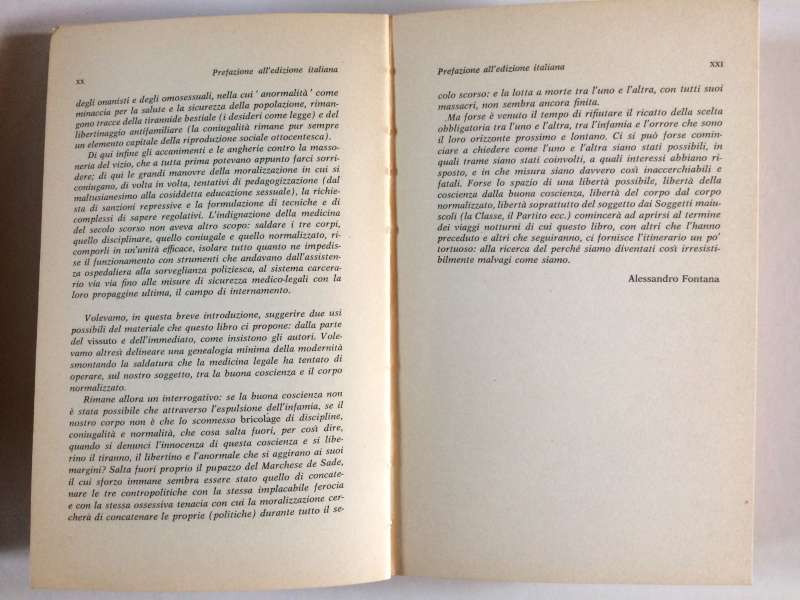 xx
Prefazione all'edizione italiana
degli onanisti e degli omosessuali, nella cui 'anormalità' come
minaccia per la salute e la sicurezza della popolazione, riman-
gono tracce della tirannide bestiale (i desideri come legge) e del
libertinaggio antifamiliare (la coniugalità rimane pur sempre
un elemento capitale della riproduzione sociale ottocentesca).
Di qui infine gli accanimenti e le angherie contro la masso-
neria del vizio, che a tutta prima potevano appunto farci sorri-
dere; di qui le grandi manovre della moralizzazione in cui si
coniugano, di volta in volta, tentativi di pedagogizzazione (dal
maltusianesimo alla cosiddetta educazione sessuale), la richie-
sta di sanzioni repressive e la formulazione di tecniche e di
complessi di sapere regolativi. L'indignazione della medicina
del secolo scorso non aveva altro scopo: saldare i tre corpi,
quello disciplinare, quello coniugale e quello normalizzato, ri-
comporli in un'unità efficace, isolare tutto quanto ne impedis-
se il funzionamento con strumenti che andavano dall'assisten-
za ospedaliera alla sorveglianza poliziesca, al sistema carcera-
rio via via fino alle misure di sicurezza medico-legali con la
loro propaggine ultima, il campo di internamento.
Volevamo, in questa breve introduzione, suggerire due usi
possibili del materiale che questo libro ci propone: dalla parte
del vissuto e dell'immediato, come insistono gli autori. Vole-
vamo altresì delineare una genealogia minima della modernità
smontando la saldatura che la medicina legale ha tentato di
operare, sul nostro soggetto, tra la buona coscienza e il corpo
normalizzato.
Rimane allora un interrogativo: se la buona coscienza non
è stata possibile che attraverso l'espulsione dell'infamia, se il
nostro corpo non è che lo sconnesso bricolage di discipline,
coniugalità e normalità, che cosa salta fuori, per così dire,
quando si denunci l'innocenza di questa coscienza e si libe-
rino il tiranno, il libertino e l'anormale che si aggirano ai suoi
margini? Salta fuori proprio il pupazzo del Marchese de Sade,
il cui sforzo immane sembra essere stato quello di concate-
nare le tre contropolitiche con la stessa implacabile ferocia
e con la stessa ossessiva tenacia con cui la moralizzazione cer-
cherà di concatenare le proprie (politiche) durante tutto il se-
Prefazione all'edizione italiana
XXI
colo scorso: e la lotta a morte tra l'uno e l'altra, con tutti suoi
massacri, non sembra ancora finita.
Ma forse è venuto il tempo di rifiutare il ricatto della scelta
obbligatoria tra l'uno e l'altra, tra l'infamia e l'orrore che sono
il loro orizzonte prossimo e lontano. Ci si può forse comin-
ciare a chiedere come l'uno e l'altra siano stati possibili, in
quali trame siano stati coinvolti, a quali interessi abbiano ri-
sposto, e in che misura siano davvero così inaccerchiabili e
fatali. Forse lo spazio di una libertà possibile, libertà della
coscienza dalla buona coscienza, libertà del corpo dal corpo
normalizzato, libertà soprattutto del soggetto dai Soggetti mai-
uscoli (la Classe, il Partito ecc.) comincerà ad aprirsi al termine
dei viaggi notturni di cui questo libro, con altri che l'hanno
preceduto e altri che seguiranno, ci fornisce l'itinerario un po'
tortuoso: alla ricerca del perché siamo diventati così irresisti-
bilmente malvagi come siamo.
Alessandro Fontana